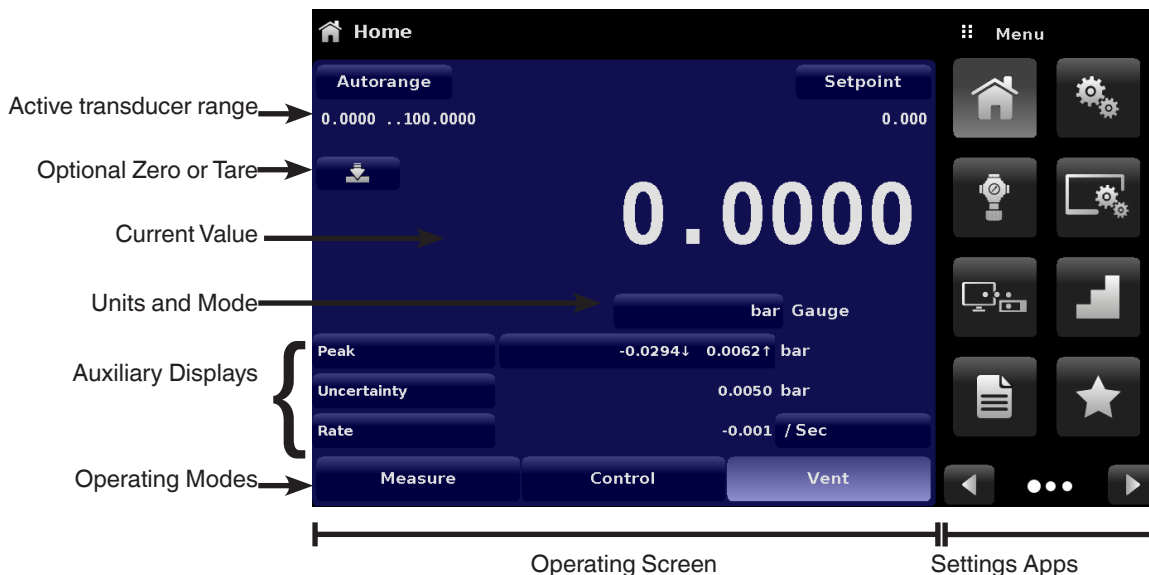 Home
Menu
Autorange
Setpoint
Active transducer range
0.0000 ..100.0000
0.000
Optional Zero or Tare
0.0000
Current Value
Units and Mode
bar Gauge
Peak
-0.0294↓ 0.0062↑ bar
Auxiliary Displays
Uncertainty
0.0050 bar
Rate
-0.001 / Sec
Operating Modes
Measure
Control
Vent
Operating Screen
Settings Apps